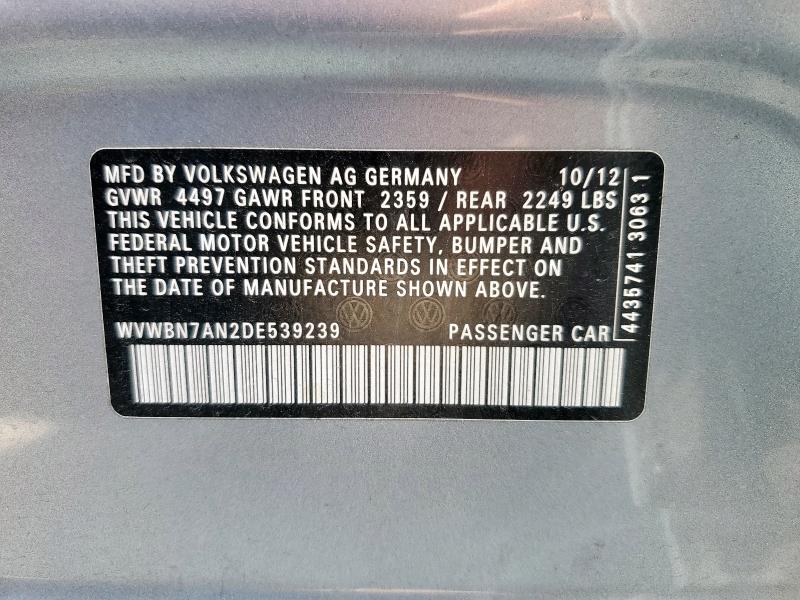 MFD BY VOLKSWAGEN AG GERMANY 10/12
GVWR 4497 GAWR FRONT 2359 / REAR 2249 LBS
THIS VEHICLE CONFORMS TO ALL APPLICABLE U.S.
FEDERAL MOTOR VEHICLE SAFETY, BUMPER AND
THEFT PREVENTION STANDARDS IN EFFECT ON
THE DATE OF MANUFACTURE SHOWN ABOVE.
WVWBN7AN2DE539239 PASSENGER CAR
4435741 3063 1